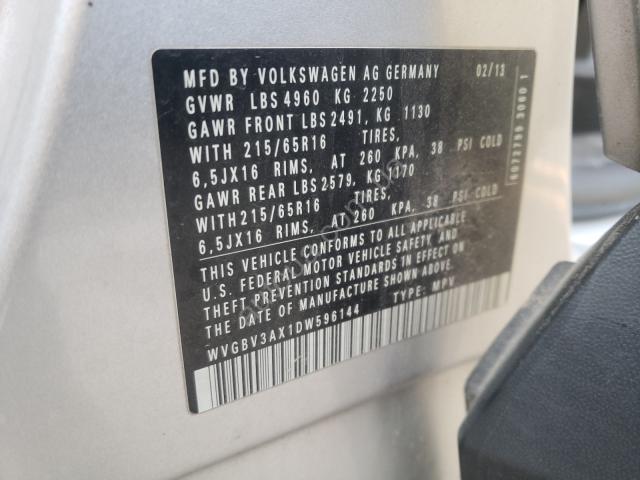 MFD BY VOLKSWAGEN AG GERMANY 02/13
GVWR LBS 4960 KG 2250
GAWR FRONT LBS 2491, KG 1130
WITH 215/65R16 TIRES,
6,5JX16 RIMS, AT 260 KPA, 38 PSI COLD
GAWR REAR LBS 2579, KG 1170
WITH 215/65R16 TIRES,
6,5JX16 RIMS, AT 260 KPA, 38 PSI COLD
THIS VEHICLE CONFORMS TO ALL APPLICABLE
U.S. FEDERAL MOTOR VEHICLE SAFETY, AND
THEFT PREVENTION STANDARDS IN EFFECT ON
THE DATE OF MANUFACTURE SHOWN ABOVE.
WVGBV3AX1DW596144 TYPE: MPV